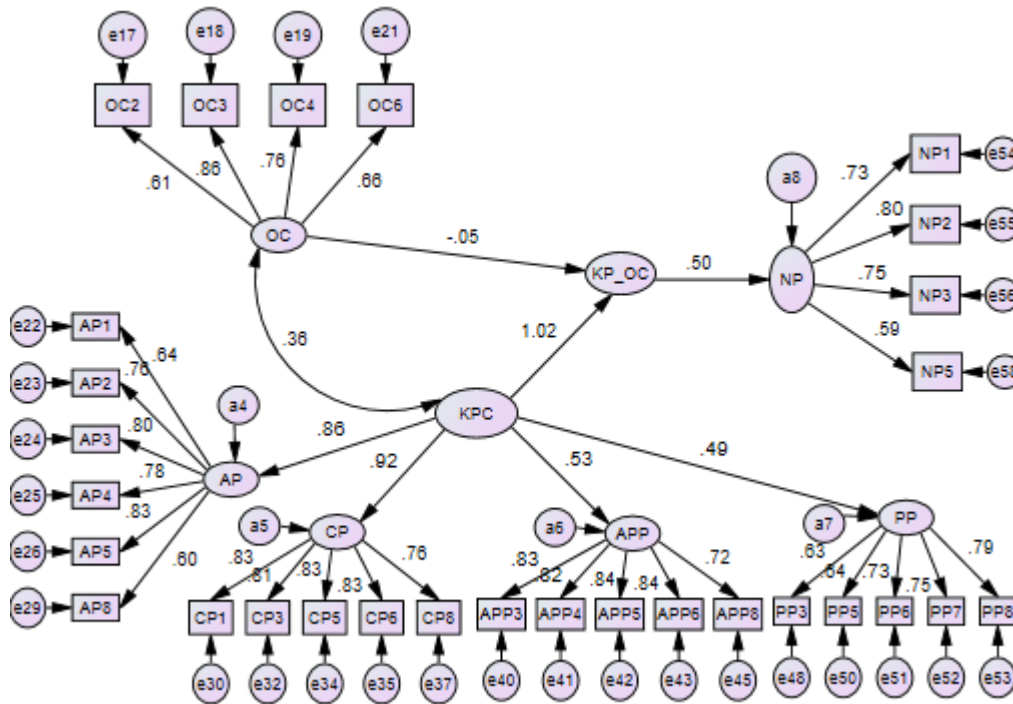 e17 e18 e19 e21
OC2 OC3 OC4 OC6
.61 .86 .76 .66
OC
-.05
KP_OC
.50
a8
NP
.73
NP1 e54
.80
NP2 e55
.75
NP3 e56
.59
NP5 e58
.36
1.02
KPC
e22 AP1 .64
e23 AP2 .76
e24 AP3 .80
e25 AP4 .78
e26 AP5 .83
e29 AP8 .60
a4
AP
.86
.92
.53
.49
a5 CP
a6 APP
a7 PP
.83 .81 .83 .83 .76
.83 .82 .84 .84 .72
.63 .64 .73 .75 .79
CP1 CP3 CP5 CP6 CP8
APP3 APP4 APP5 APP6 APP8
PP3 PP5 PP6 PP7 PP8
e30 e32 e34 e35 e37
e40 e41 e42 e43 e45
e48 e50 e51 e52 e53